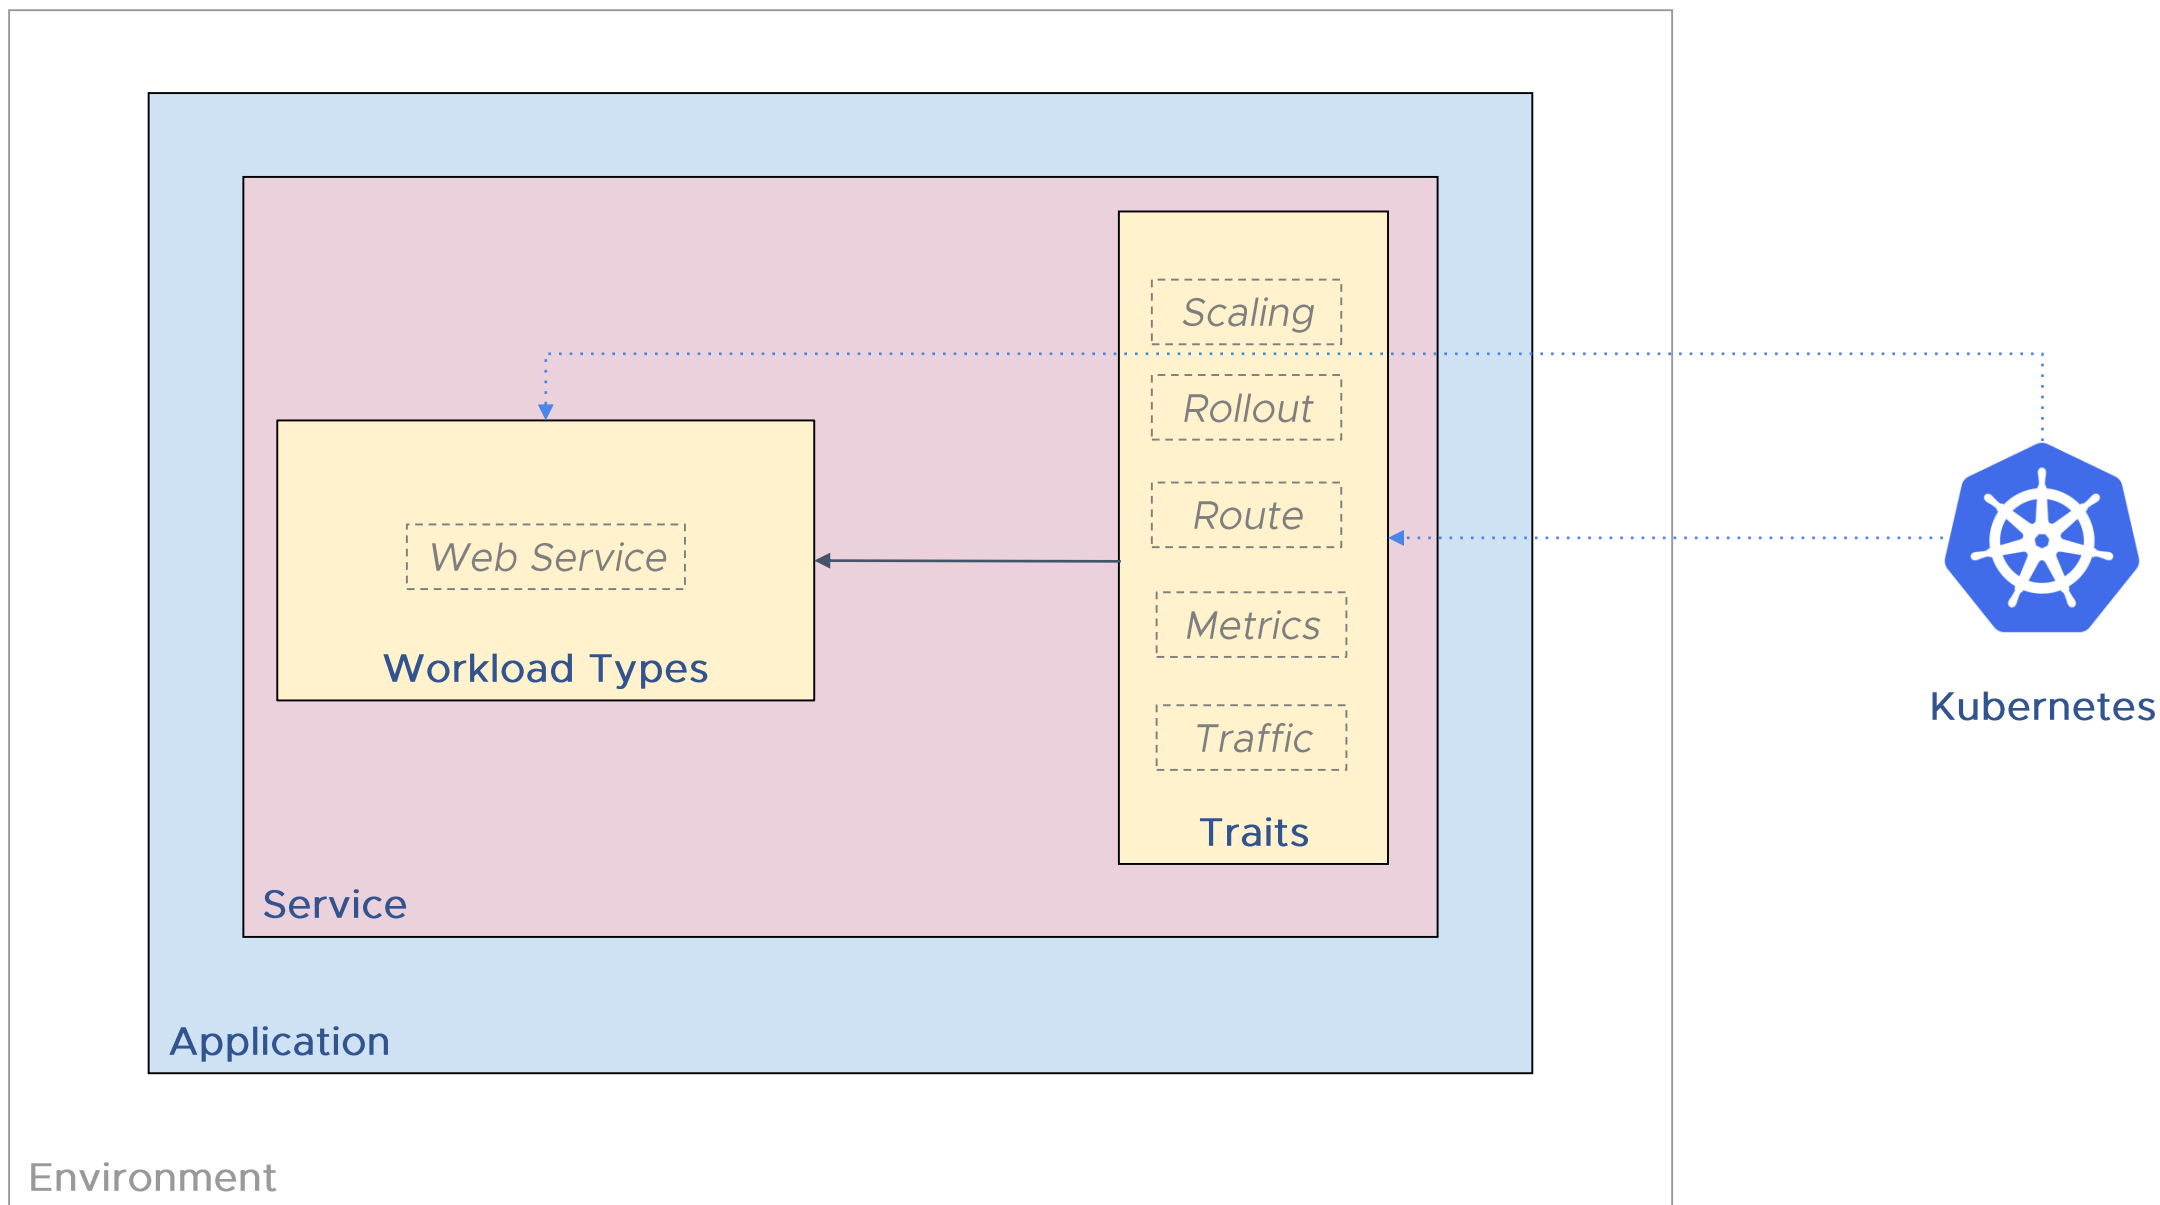 Scaling
Rollout
Route
Web Service
Metrics
Workload Types
Kubernetes
Traffic
Traits
Service
Application
Environment